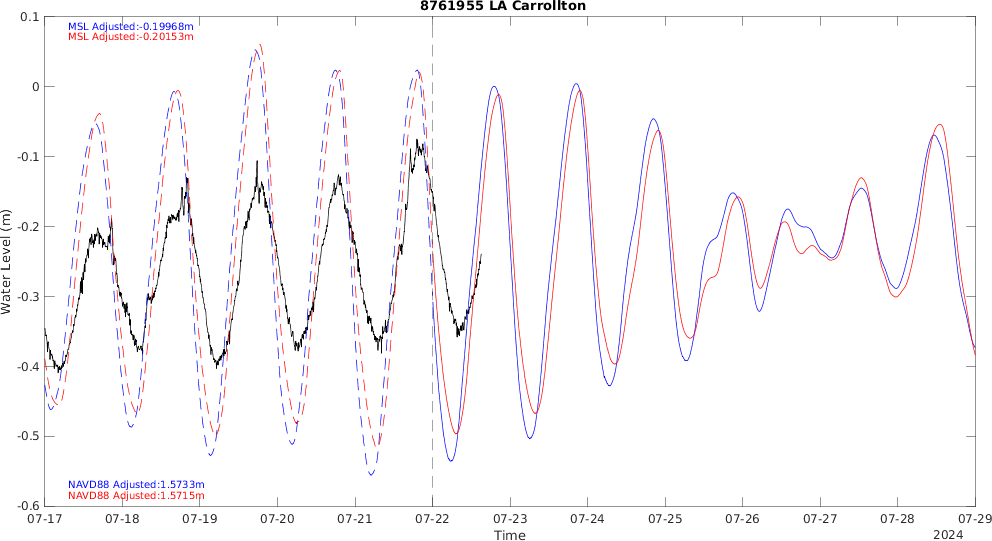 8761955 LA Carrollton
MSL Adjusted:-0.19968m
MSL Adjusted:-0.20153m
0.1
0
-0.1
-0.2
-0.3
-0.4
-0.5
-0.6
Water Level (m)
NAVD88 Adjusted:1.5733m
NAVD88 Adjusted:1.5715m
07-17 07-18 07-19 07-20 07-21 07-22 07-23 07-24 07-25 07-26 07-27 07-28 07-29
Time
2024